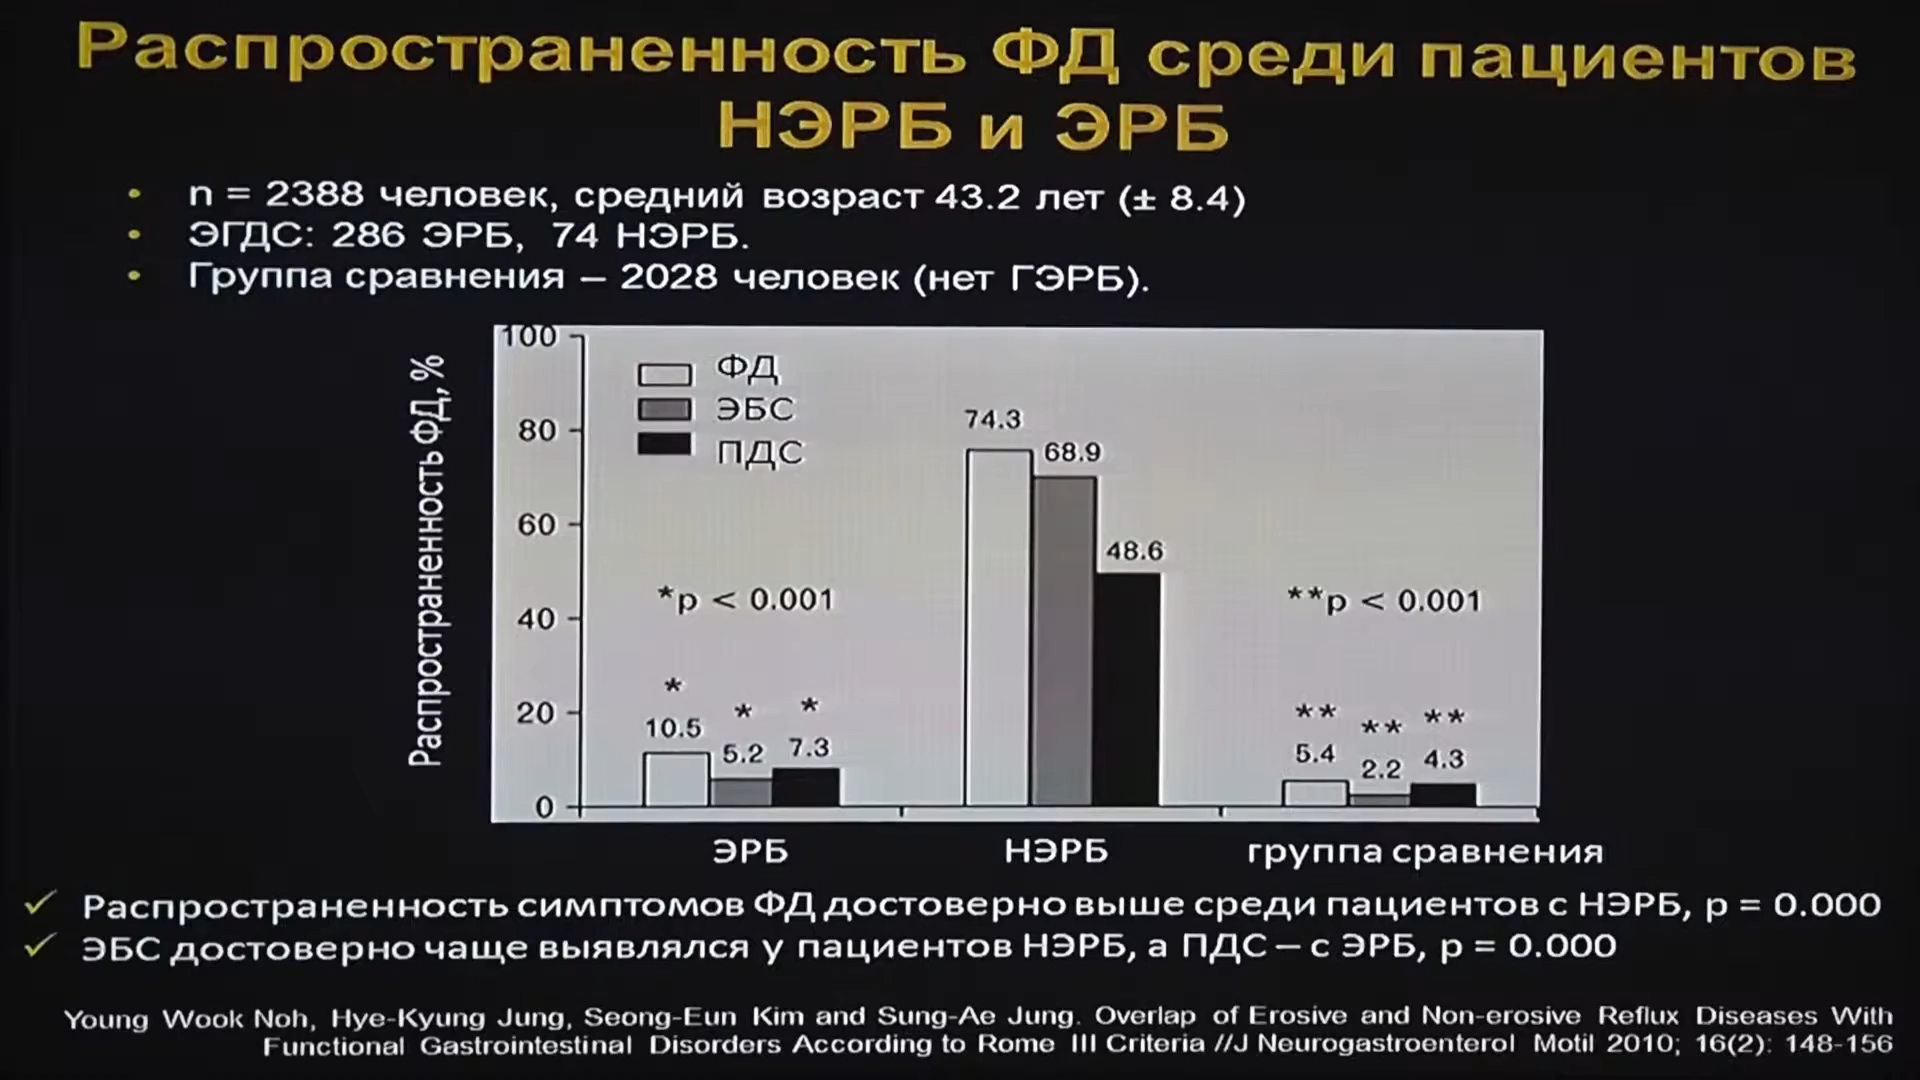 Распространенность ФД среди пациентов
НЭРБ и ЭРБ
• n = 2388 человек, средний возраст 43.2 лет (± 8.4)
• ЭГДС: 286 ЭРБ, 74 НЭРБ.
• Группа сравнения – 2028 человек (нет ГЭРБ).
Распространенность ФД, %
100
80
60
40
20
0
ФД
ЭБС
ПДС
*p < 0.001
* * *
10.5 5.2 7.3
74.3 68.9 48.6
**p < 0.001
** ** **
5.4 2.2 4.3
ЭРБ НЭРБ группа сравнения
✓ Распространенность симптомов ФД достоверно выше среди пациентов с НЭРБ, р = 0.000
✓ ЭБС достоверно чаще выявлялся у пациентов НЭРБ, а ПДС – с ЭРБ, р = 0.000
Young Wook Noh, Hye-Kyung Jung, Seong-Eun Kim and Sung-Ae Jung. Overlap of Erosive and Non-erosive Reflux Diseases With
Functional Gastrointestinal Disorders According to Rome III Criteria //J Neurogastroenterol Motil 2010; 16(2): 148-156